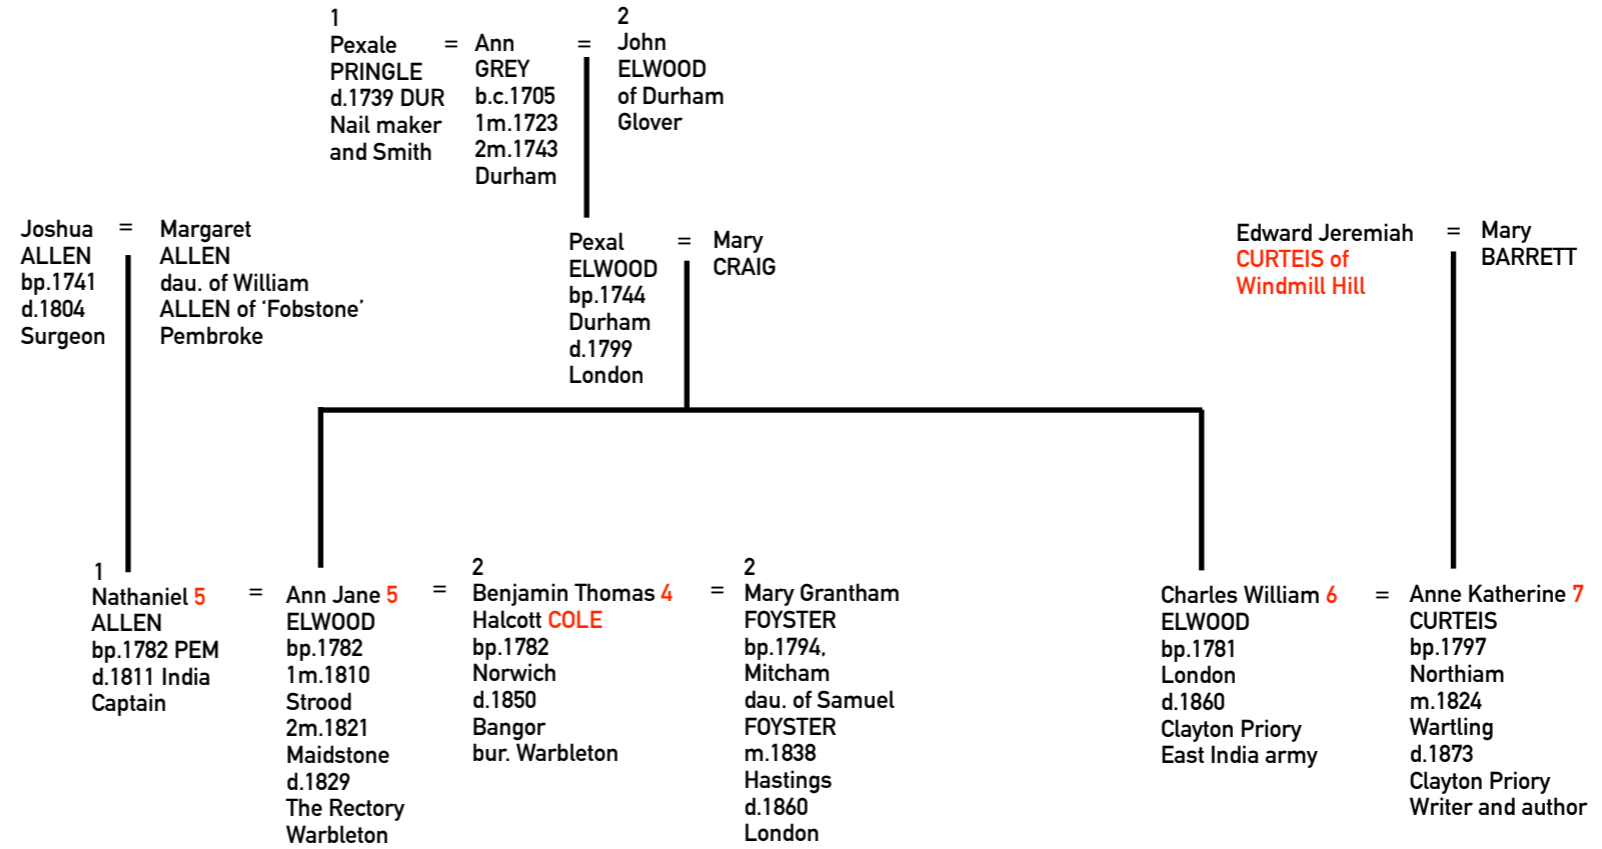 1
Pexale
PRINGLE
d.1739 DUR
Nail maker
and Smith
=
Ann
GREY
b.c.1705
1m.1723
2m.1743
Durham
=
2
John
ELWOOD
of Durham
Glover
Joshua
ALLEN
bp.1741
d.1804
Surgeon
=
Margaret
ALLEN
dau. of William
ALLEN of ‘Fobstone’
Pembroke
Pexal
ELWOOD
bp.1744
Durham
d.1799
London
=
Mary
CRAIG
Edward Jeremiah
CURTEIS of
Windmill Hill
=
Mary
BARRETT
1
Nathaniel 5
ALLEN
bp.1782 PEM
d.1811 India
Captain
=
Ann Jane 5
ELWOOD
bp.1782
1m.1810
Strood
2m.1821
Maidstone
d.1829
The Rectory
Warbleton
=
2
Benjamin Thomas 4
Halcott COLE
bp.1782
Norwich
d.1850
Bangor
bur. Warbleton
=
2
Mary Grantham
FOYSTER
bp.1794,
Mitcham
dau. of Samuel
FOYSTER
m.1838
Hastings
d.1860
London
Charles William 6
ELWOOD
bp.1781
London
d.1860
Clayton Priory
East India army
=
Anne Katherine 7
CURTEIS
bp.1797
Northiam
m.1824
Wartling
d.1873
Clayton Priory
Writer and author